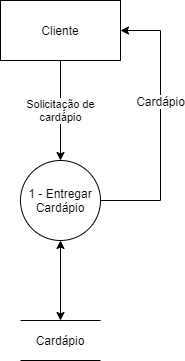 Cliente
Solicitação de
cardápio
Cardápio
1 - Entregar
Cardápio
Cardápio